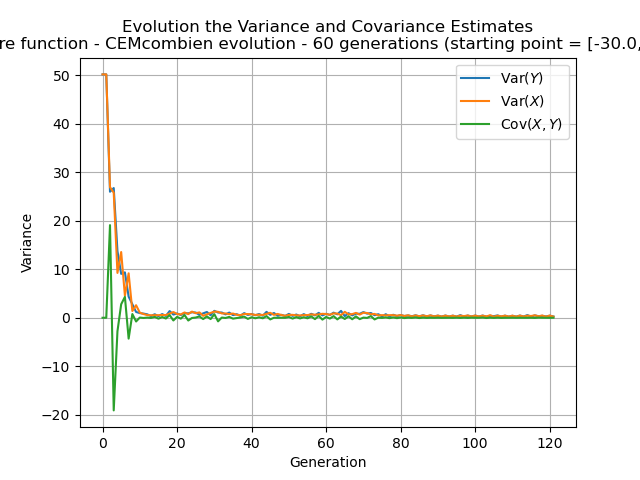 Evolution the Variance and Covariance Estimates
re function - CEMcombien evolution - 60 generations (starting point = [-30.0,
50
40
30
20
10
0
−10
−20
Variance
Var(Y)
Var(X)
Cov(X, Y)
0 20 40 60 80 100 120
Generation